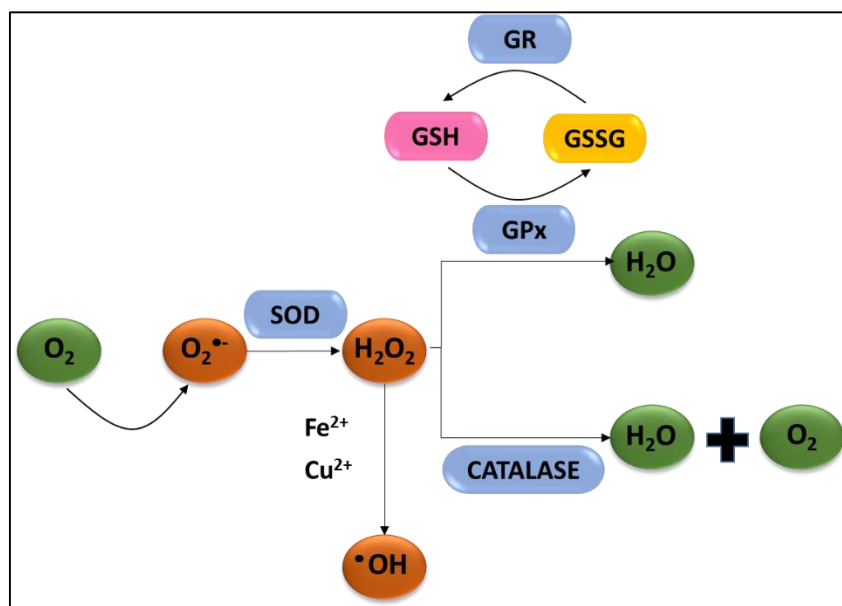 GR
GSH
GSSG
GPx
H₂O
SOD
O₂
O₂•-
H₂O₂
Fe²⁺
Cu²⁺
H₂O
O₂
CATALASE
•OH